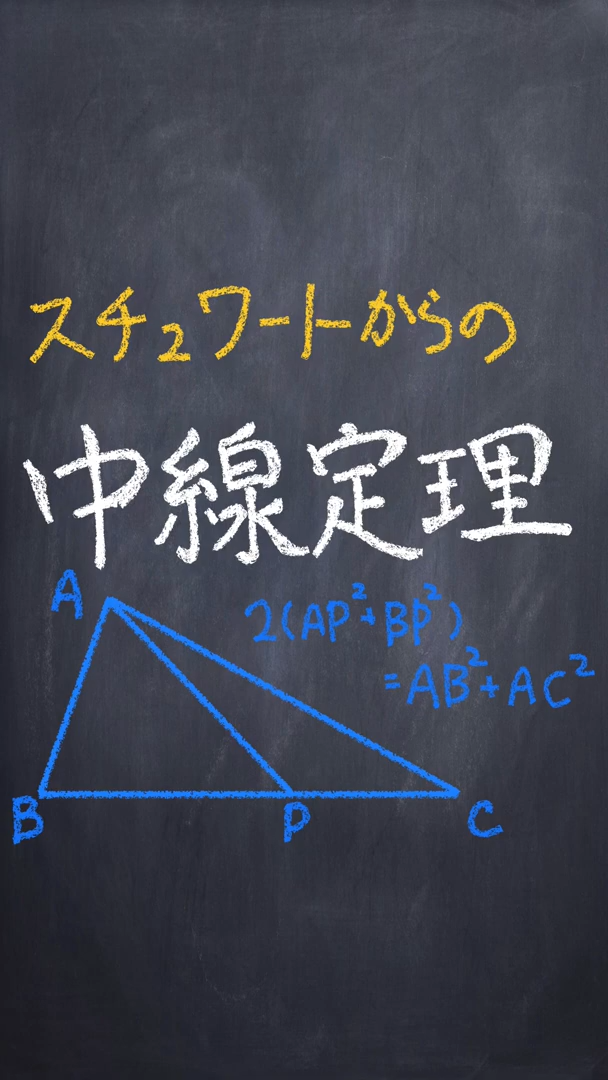 スチュワートからの
中線定理
A
2(AP²+BP²)
=AB²+AC²
B P C